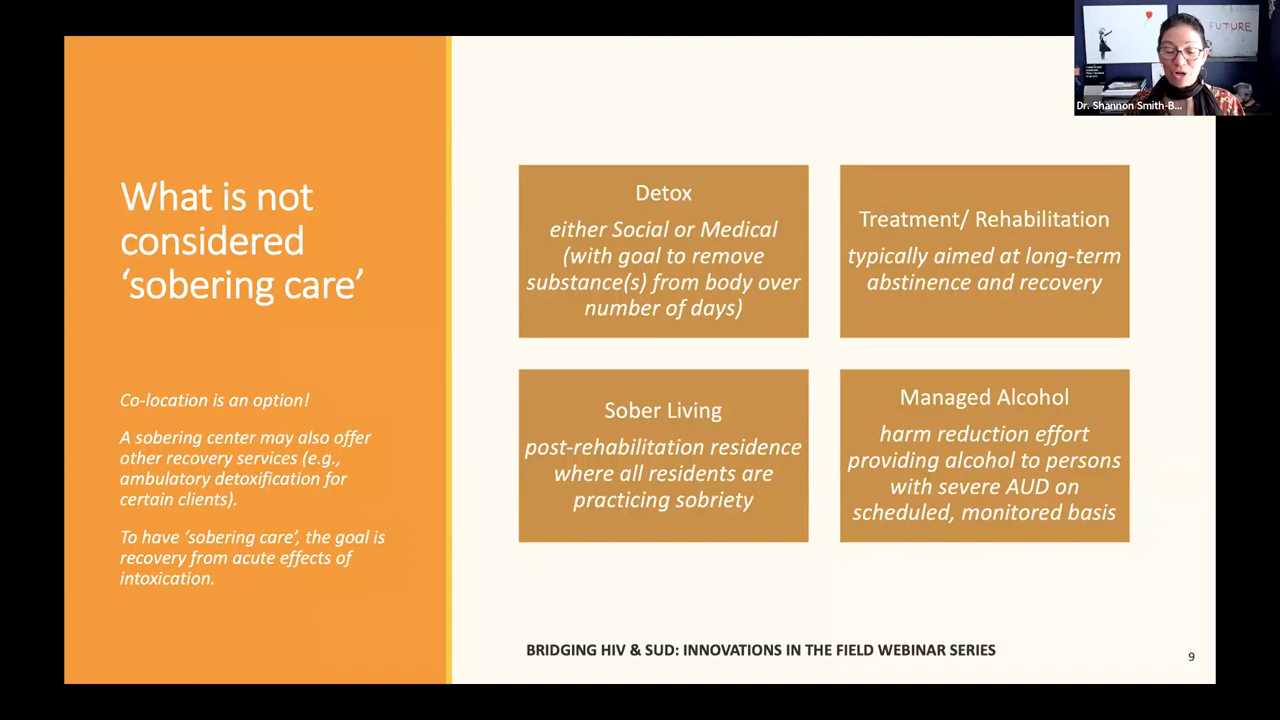 FUTURE
Dr. Shannon Smith-B...
What is not
considered
‘sobering care’
Co-location is an option!
A sobering center may also offer
other recovery services (e.g.,
ambulatory detoxification for
certain clients).
To have ‘sobering care’, the goal is
recovery from acute effects of
intoxication.
Detox
either Social or Medical
(with goal to remove
substance(s) from body over
number of days)
Treatment/ Rehabilitation
typically aimed at long-term
abstinence and recovery
Sober Living
post-rehabilitation residence
where all residents are
practicing sobriety
Managed Alcohol
harm reduction effort
providing alcohol to persons
with severe AUD on
scheduled, monitored basis
BRIDGING HIV & SUD: INNOVATIONS IN THE FIELD WEBINAR SERIES
9